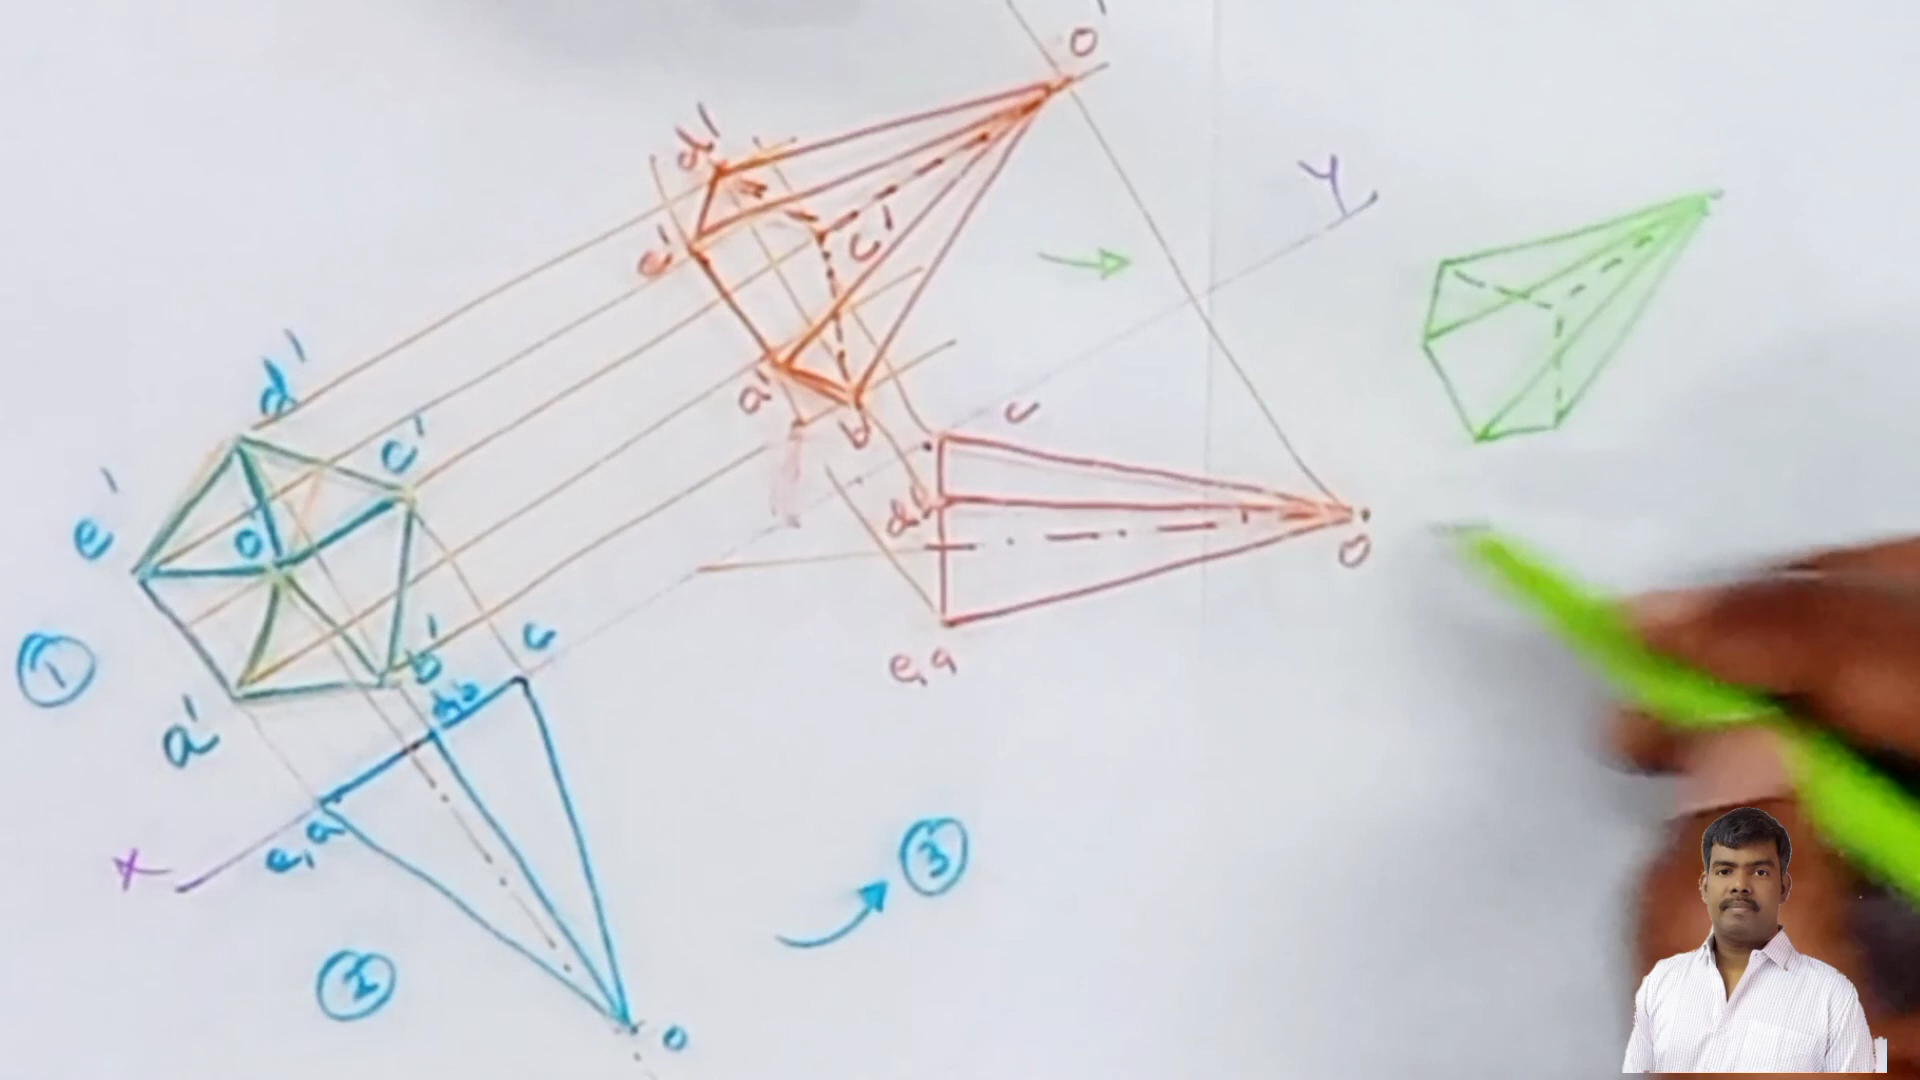 o'
d'
Y
e'
c'
a'
b'
c
d'
c'
e'
o
d b
o
b'
c
e, a
1
a'
d, b
X
e, a
3
2
o